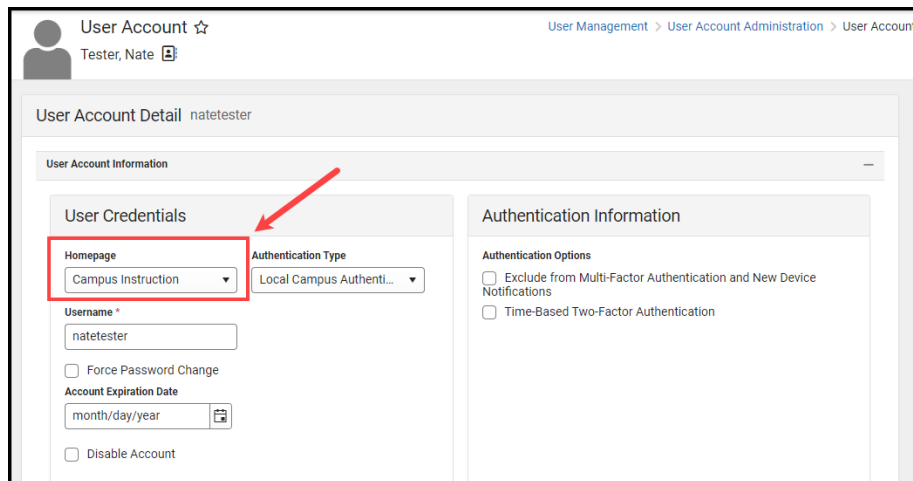 User Account
User Management > User Account Administration > User Account
Tester, Nate
User Account Detail natetester
User Account Information
User Credentials
Homepage
Campus Instruction
Authentication Type
Local Campus Authenti...
Username *
natetester
Force Password Change
Account Expiration Date
month/day/year
Disable Account
Authentication Information
Authentication Options
Exclude from Multi-Factor Authentication and New Device
Notifications
Time-Based Two-Factor Authentication